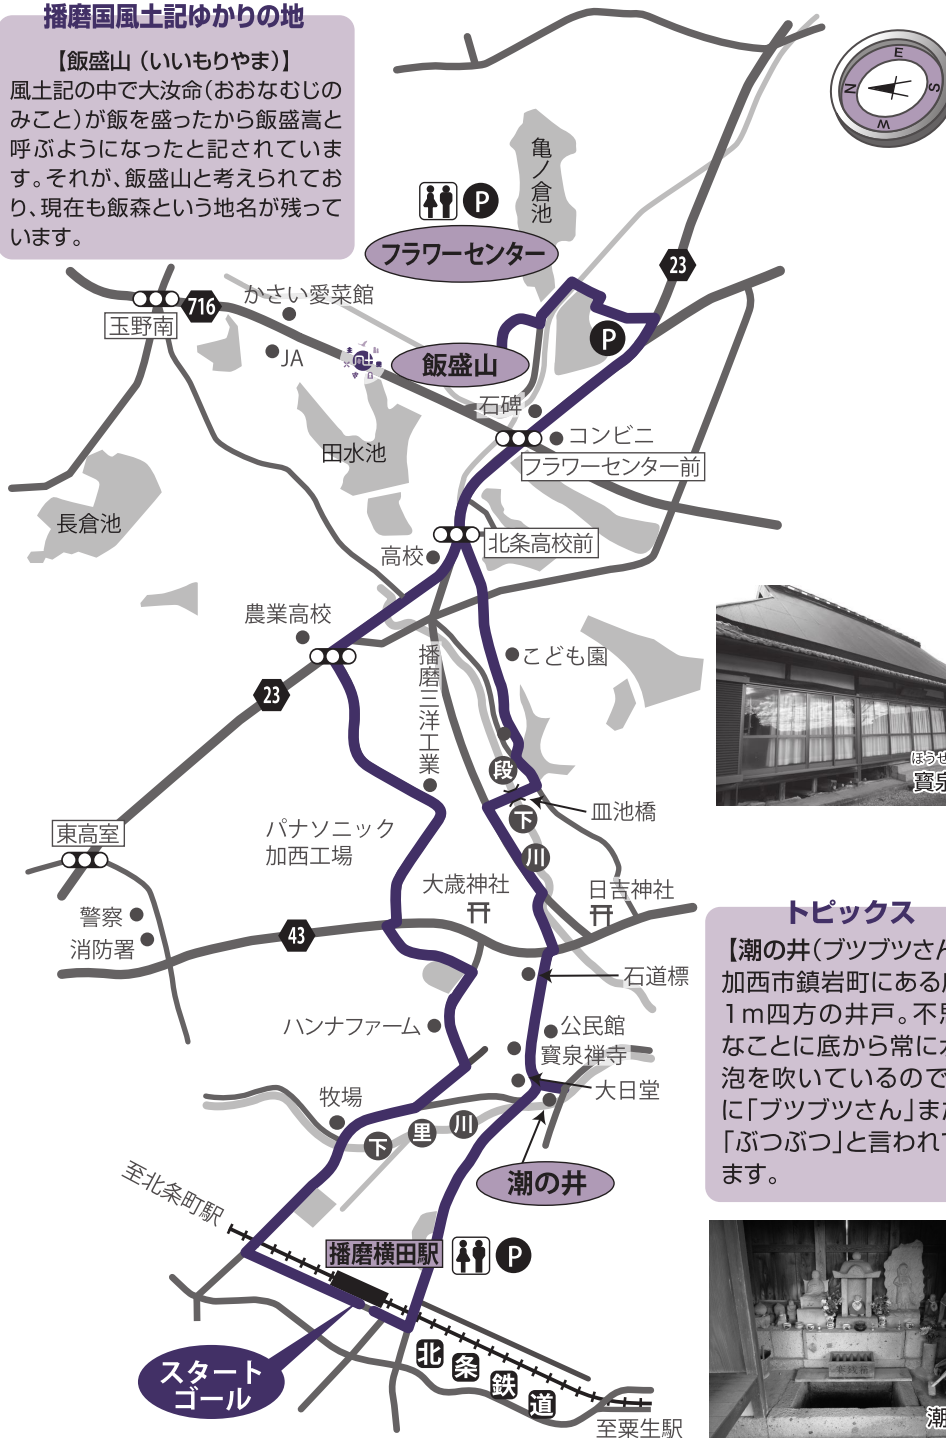 播磨国風土記ゆかりの地
【飯盛山（いいもりやま）】
風土記の中で大汝命（おおなむじの
みこと）が飯を盛ったから飯盛嵩と
呼ぶようになったと記されていま
す。それが、飯盛山と考えられてお
り、現在も飯森という地名が残って
います。
E
N
S
W
亀ノ倉池
P
フラワーセンター
23
716
かさい愛菜館
玉野南
JA
P
飯盛山
石碑
コンビニ
フラワーセンター前
田水池
長倉池
北条高校前
高校
農業高校
こども園
播磨三洋工業
23
段
下
川
皿池橋
ほうせ
寳泉
東高室
パナソニック
加西工場
大歳神社
日吉神社
警察
消防署
43
石道標
ハンナファーム
公民館
寳泉禅寺
大日堂
牧場
下
里
川
潮の井
至北条町駅
播磨横田駅
P
スタート
ゴール
北
条
鉄
道
至粟生駅
トピックス
【潮の井（ブツブツさん
加西市鎮岩町にある
1m四方の井戸。不思
なことに底から常に
泡を吹いているので
に「ブツブツさん」また
「ぶつぶつ」と言われて
ます。
潮